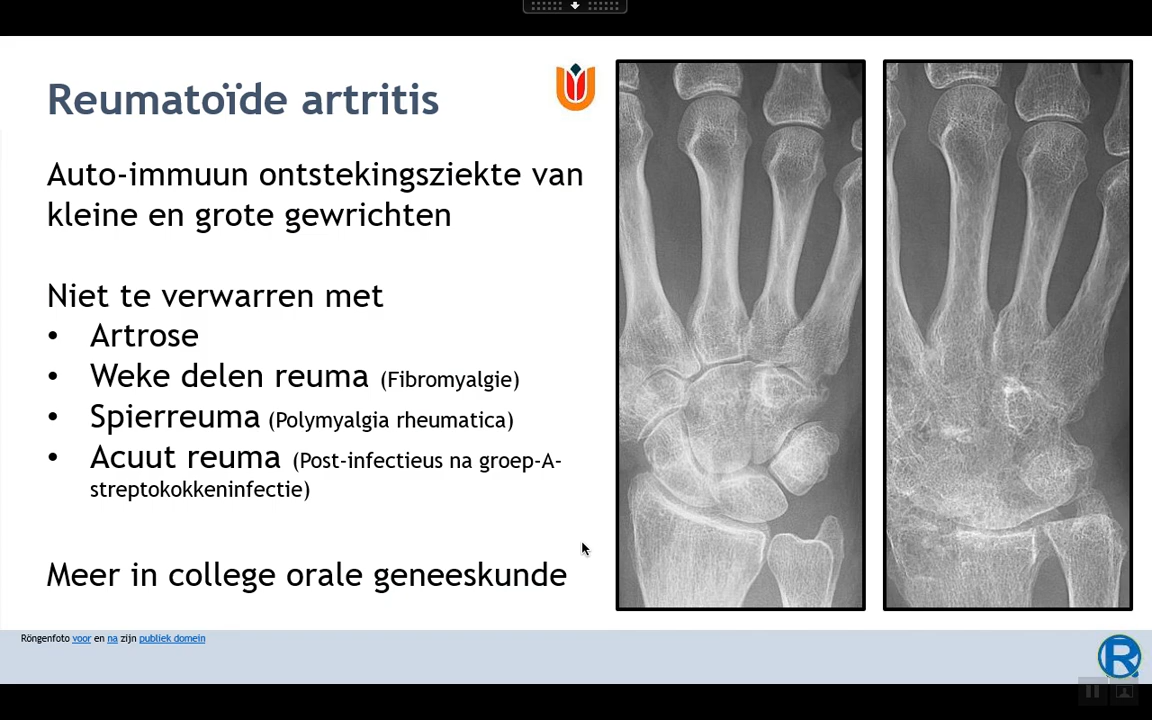 Reumatoïde artritis
Auto-immuun ontstekingsziekte van
kleine en grote gewrichten
Niet te verwarren met
• Artrose
• Weke delen reuma (Fibromyalgie)
• Spierreuma (Polymyalgia rheumatica)
• Acuut reuma (Post-infectieus na groep-A-
streptokokkeninfectie)
Meer in college orale geneeskunde
Röngenfoto voor en na zijn publiek domein
R